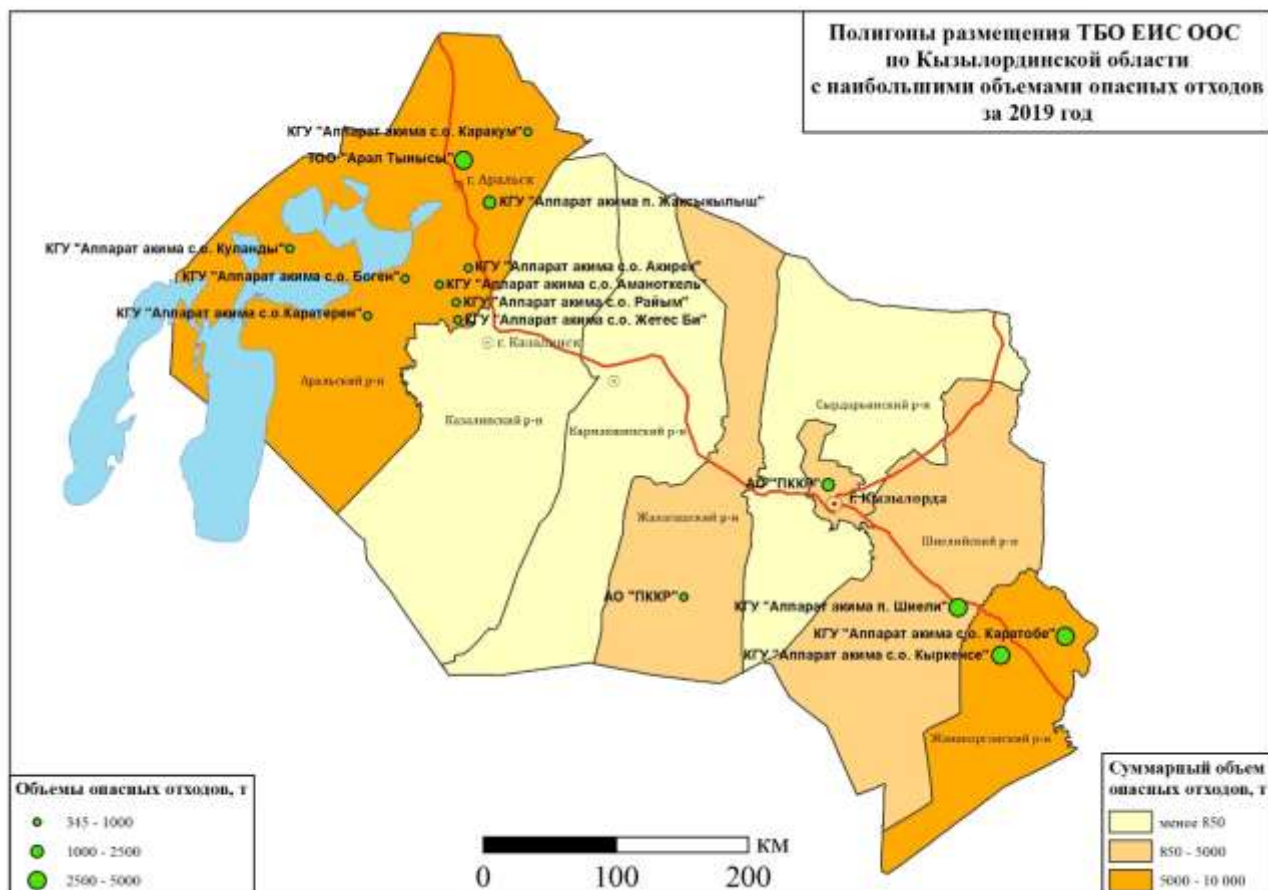 Полигоны размещения ТБО ЕИС ООС
по Кызылординской области
с наибольшими объемами опасных отходов
за 2019 год
КГУ "Аппарат акима с.о. Каракум"
ТОО "Арал Тынысы"
г. Аральск
КГУ "Аппарат акима п. Жаксыкылыш"
КГУ "Аппарат акима с.о. Куланды"
КГУ "Аппарат акима с.о. Акирек"
КГУ "Аппарат акима с.о. Боген"
КГУ "Аппарат акима с.о. Аманоткель"
КГУ "Аппарат акима с.о. Райым"
КГУ "Аппарат акима с.о.Каратерен"
КГУ "Аппарат акима с.о. Жетес Би"
г. Казалинск
Аральский р-н
Казалинский р-н
Кармакшинский р-н
Сырдарьинский р-н
АО "ПККР"
г. Кызылорда
Жалагашский р-н
Шиелийский р-н
АО "ПККР"
КГУ "Аппарат акима п. Шиели"
КГУ "Аппарат акима с.о. Каратобе"
КГУ "Аппарат акима с.о. Кыркенсе"
Жанакорганский р-н
Объемы опасных отходов, т
345 - 1000
1000 - 2500
2500 - 5000
КМ
0 100 200
Суммарный объем
опасных отходов, т
менее 850
850 - 5000
5000 - 10 000